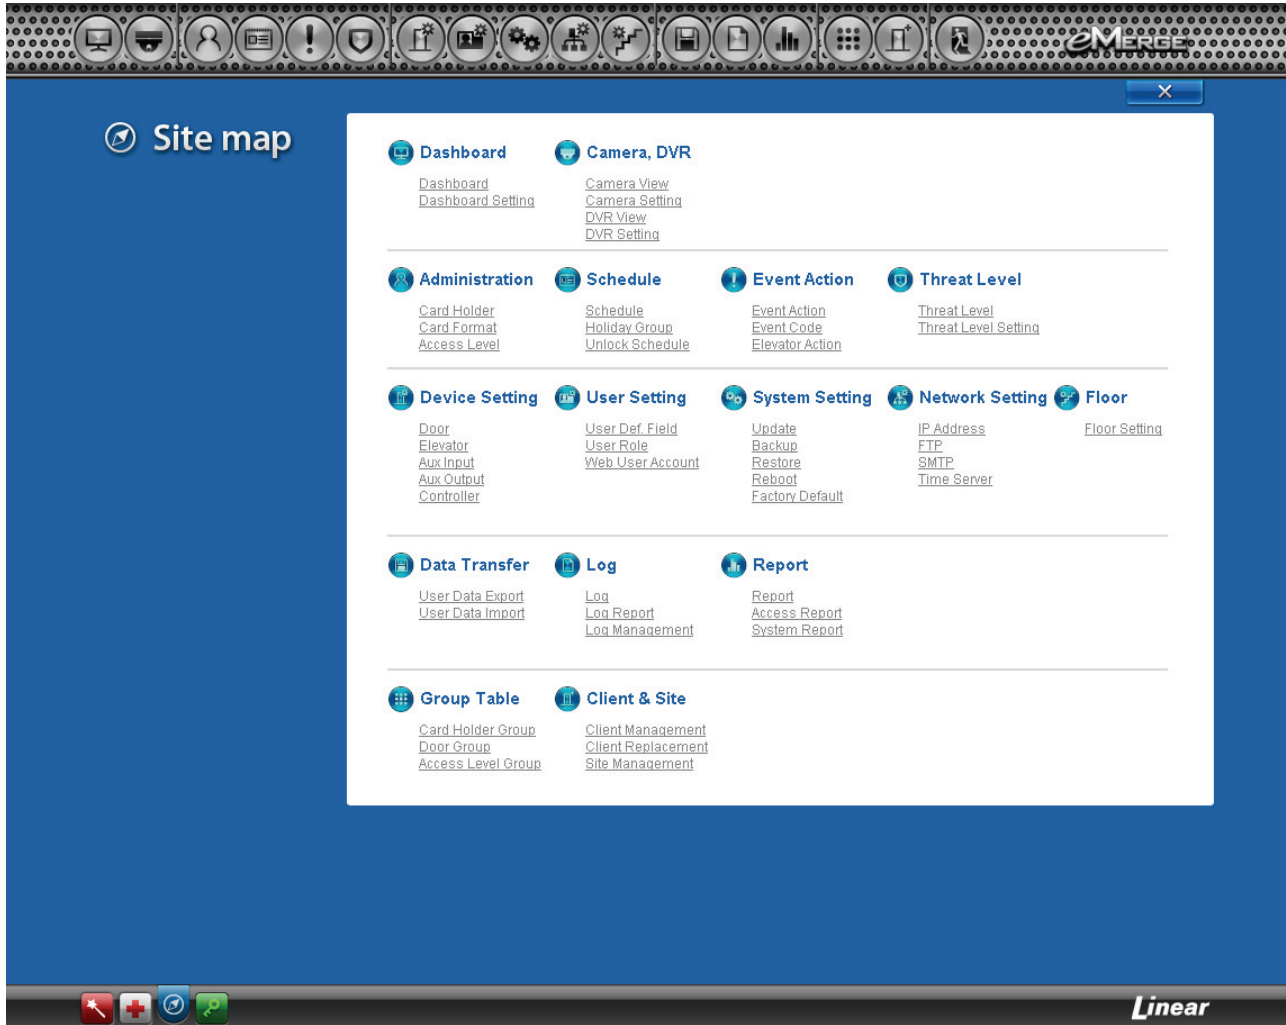 eMERGE
Site map
Dashboard
Dashboard
Dashboard Setting
Camera, DVR
Camera View
Camera Setting
DVR View
DVR Setting
Administration
Card Holder
Card Format
Access Level
Schedule
Schedule
Holiday Group
Unlock Schedule
Event Action
Event Action
Event Code
Elevator Action
Threat Level
Threat Level
Threat Level Setting
Device Setting
Door
Elevator
Aux Input
Aux Output
Controller
User Setting
User Def. Field
User Role
Web User Account
System Setting
Update
Backup
Restore
Reboot
Factory Default
Network Setting
IP Address
FTP
SMTP
Time Server
Floor
Floor Setting
Data Transfer
User Data Export
User Data Import
Log
Log
Log Report
Log Management
Report
Report
Access Report
System Report
Group Table
Card Holder Group
Door Group
Access Level Group
Client & Site
Client Management
Client Replacement
Site Management
Linear